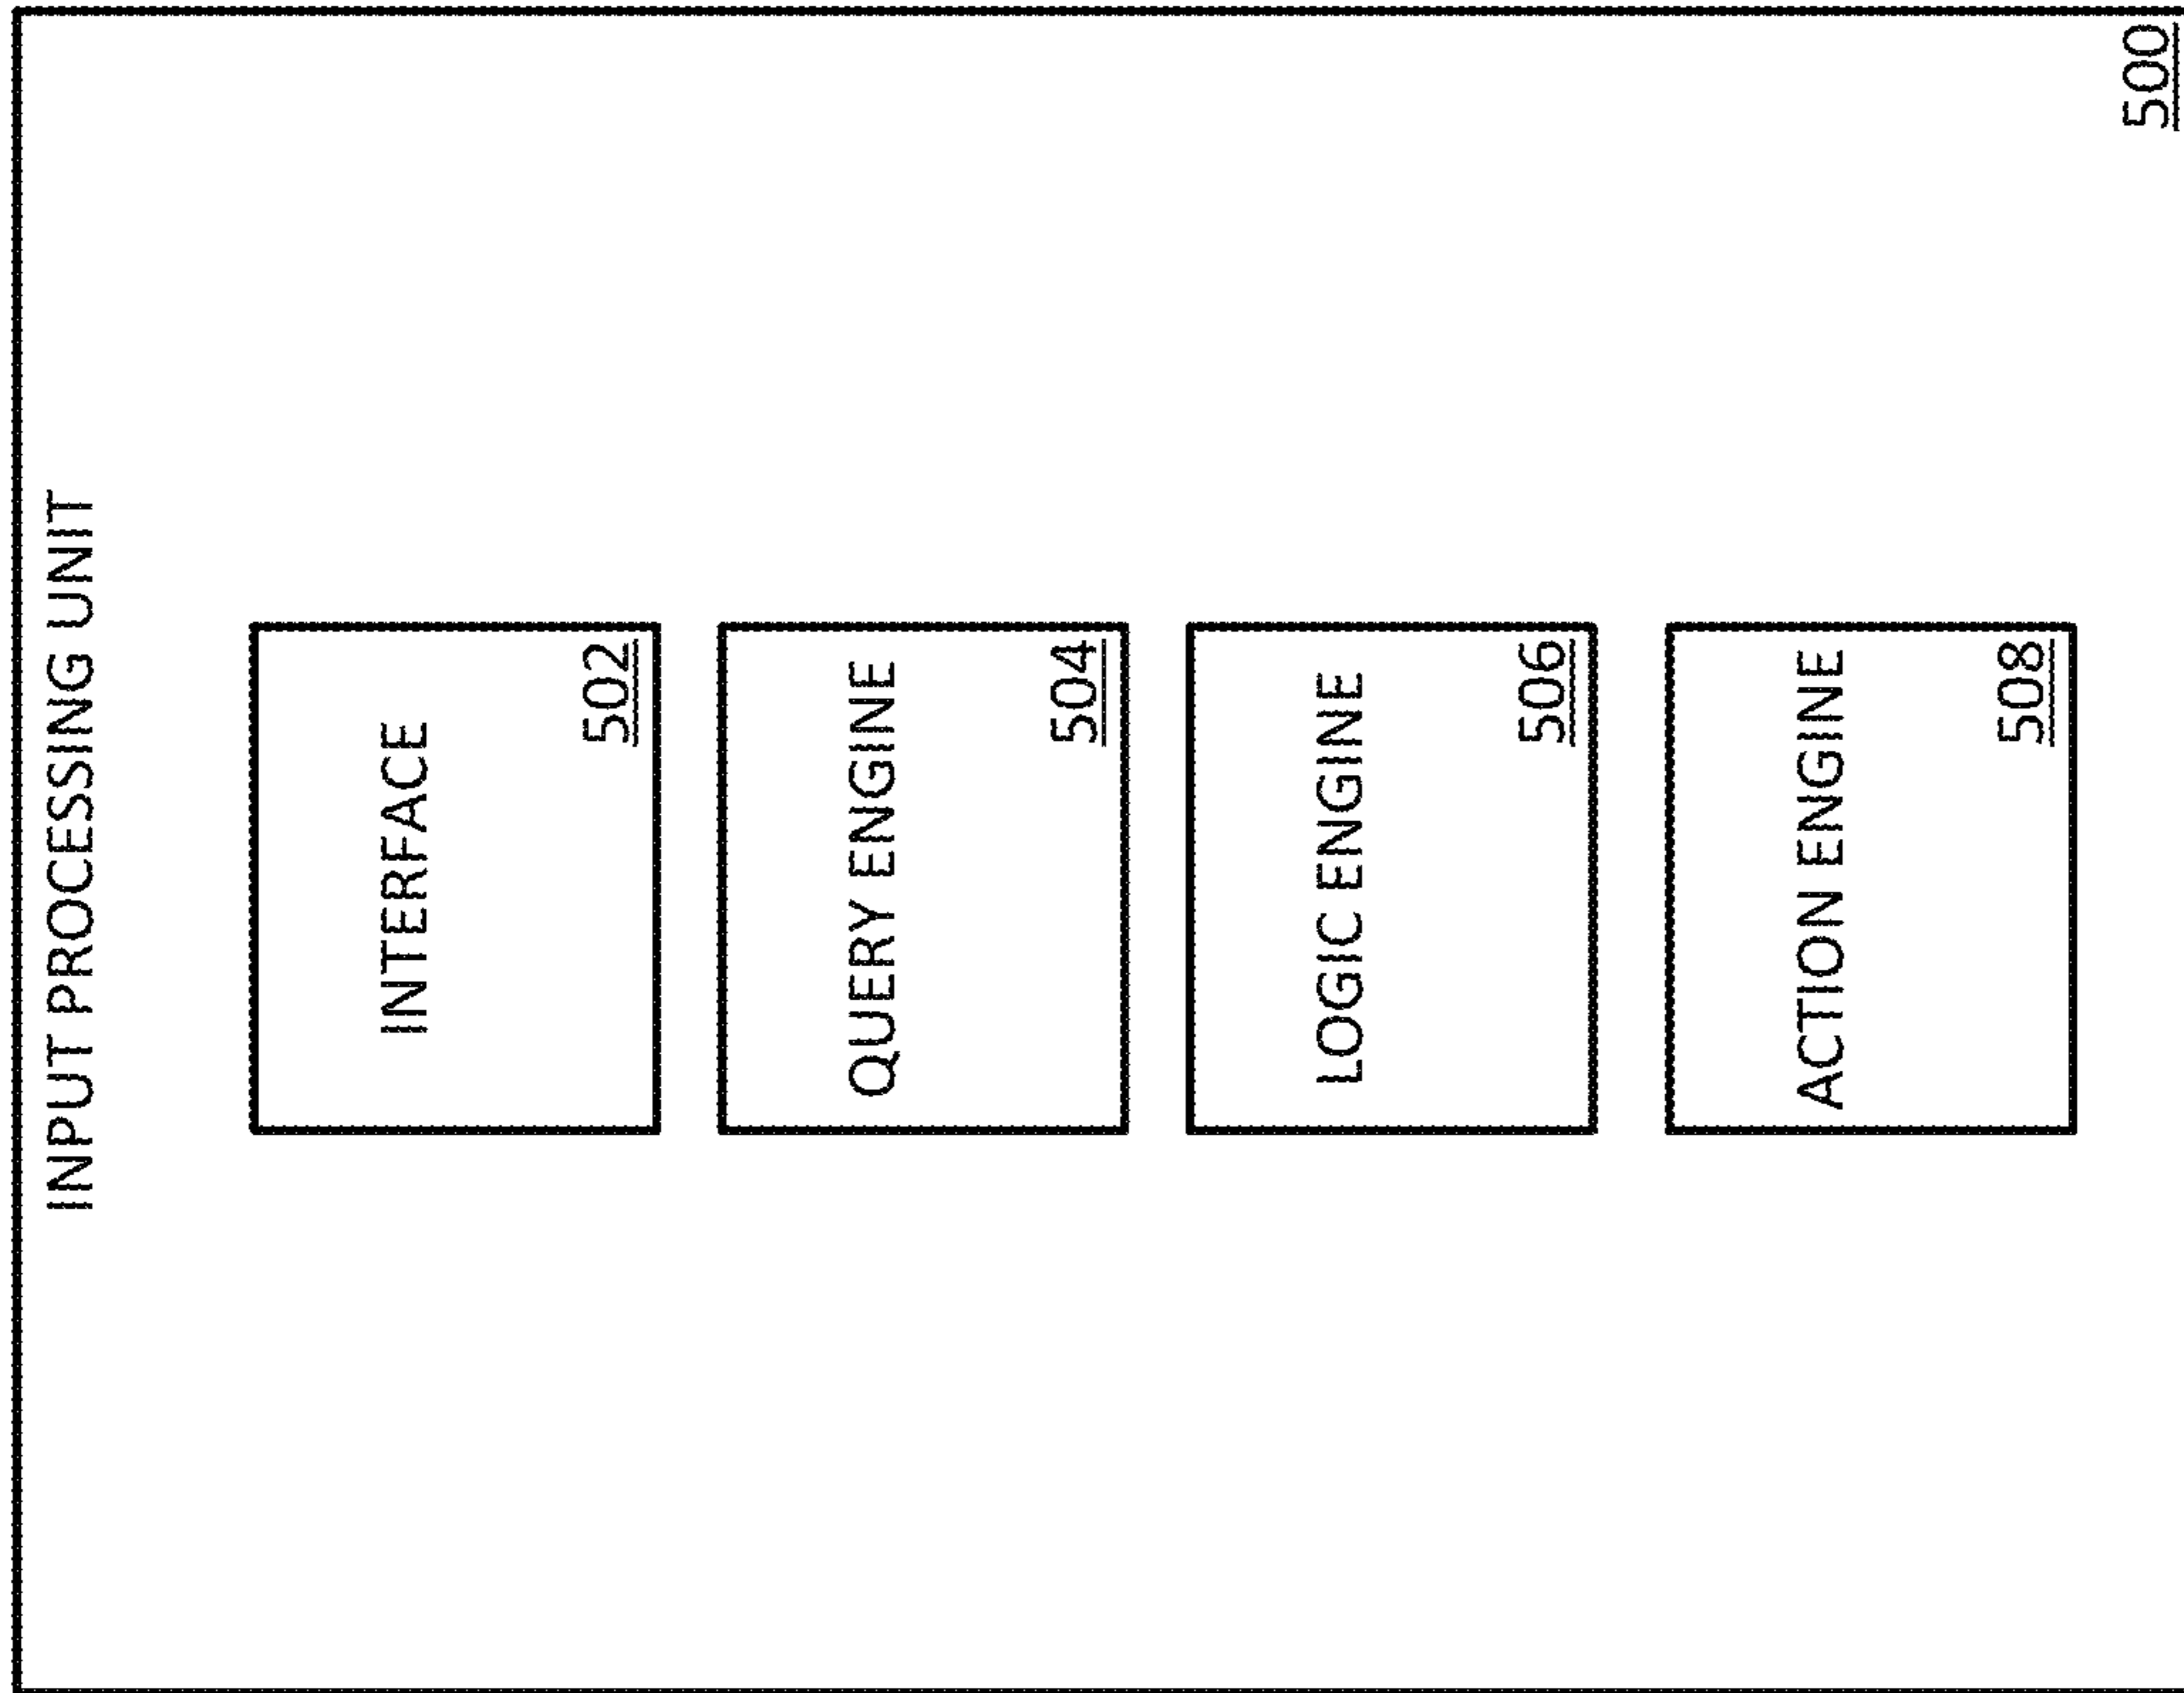 INPUT PROCESSING UNIT
INTERFACE
502
QUERY ENGINE
504
LOGIC ENGINE
506
ACTION ENGINE
508
500